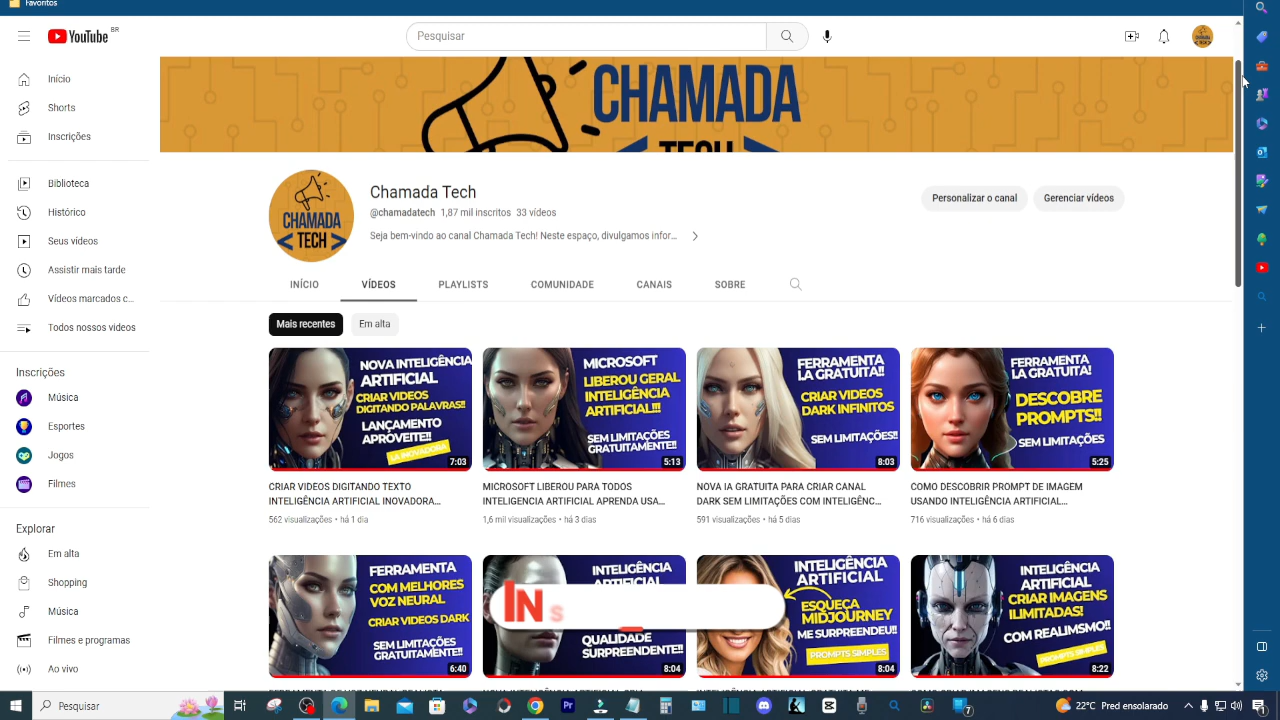 Favoritos
YouTube BR
Pesquisar
Início
Shorts
Inscrições
Biblioteca
Histórico
Seus vídeos
Assistir mais tarde
Vídeos marcados c...
Todos nossos vídeos
Inscrições
Música
Esportes
Jogos
Filmes
Explorar
Em alta
Shopping
Música
Filmes e programas
Ao vivo
CHAMADA
CHAMADA
< TECH >
Chamada Tech
@chamadatech 1,87 mil inscritos 33 vídeos
Seja bem-vindo ao canal Chamada Tech! Neste espaço, divulgamos infor...
Personalizar o canal
Gerenciar vídeos
INÍCIO
VÍDEOS
PLAYLISTS
COMUNIDADE
CANAIS
SOBRE
Mais recentes
Em alta
NOVA INTELIGÊNCIA
ARTIFICIAL
CRIAR VIDEOS
DIGITANDO PALAVRAS!!
LANÇAMENTO
APROVEITE!!
IA INOVADORA
7:03
CRIAR VIDEOS DIGITANDO TEXTO
INTELIGÊNCIA ARTIFICIAL INOVADORA...
562 visualizações • há 1 dia
MICROSOFT
LIBEROU GERAL
INTELIGÊNCIA
ARTIFICIAL!!!
SEM LIMITAÇÕES
GRATUITAMENTE!!
5:13
MICROSOFT LIBEROU PARA TODOS
INTELIGENCIA ARTIFICIAL APRENDA USA...
1,6 mil visualizações • há 3 dias
FERRAMENTA
I.A GRATUITA!!
CRIAR VIDEOS
DARK INFINITOS
SEM LIMITAÇÕES!!
8:03
NOVA IA GRATUITA PARA CRIAR CANAL
DARK SEM LIMITAÇÕES COM INTELIGÊNC...
591 visualizações • há 5 dias
FERRAMENTA
I.A GRATUITA!
DESCOBRE
PROMPTS!!
SEM LIMITAÇÕES
5:25
COMO DESCOBRIR PROMPT DE IMAGEM
USANDO INTELIGÊNCIA ARTIFICIAL...
716 visualizações • há 6 dias
FERRAMENTA
COM MELHORES
VOZ NEURAL
CRIAR VIDEOS DARK
SEM LIMITAÇÕES
GRATUITAMENTE!!
6:40
INTELIGÊNCIA
INS
QUALIDADE
SURPREENDENTE!!
8:04
INTELIGÊNCIA
ARTIFICIAL
ESQUEÇA
MIDJOURNEY
ME SURPREENDEU!!
PROMPTS SIMPLES
8:04
INTELIGÊNCIA
ARTIFICIAL
CRIAR IMAGENS
ILIMITADAS!
COM REALIMSMO!!
PROMPTS SIMPLES
8:22
Pesquisar
22°C Pred ensolarado